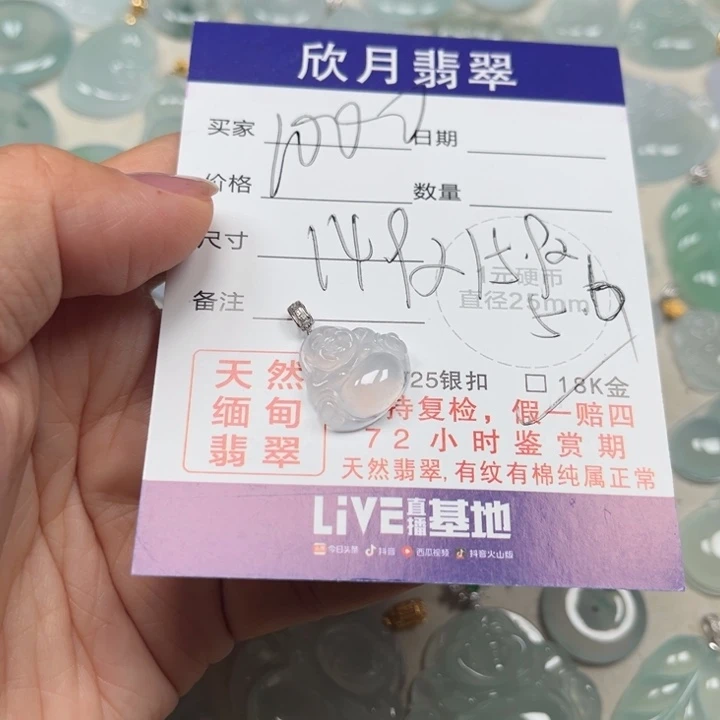 欣月翡翠
买家 日期
价格 数量
尺寸
1元硬币
直径25mm
备注
25银扣 □ 18K金
天然
缅甸
翡翠
持复检，假一赔四
72小时鉴赏期
天然翡翠,有纹有棉纯属正常
LiVE直播基地
今日头条 抖音 西瓜视频 抖音火山版